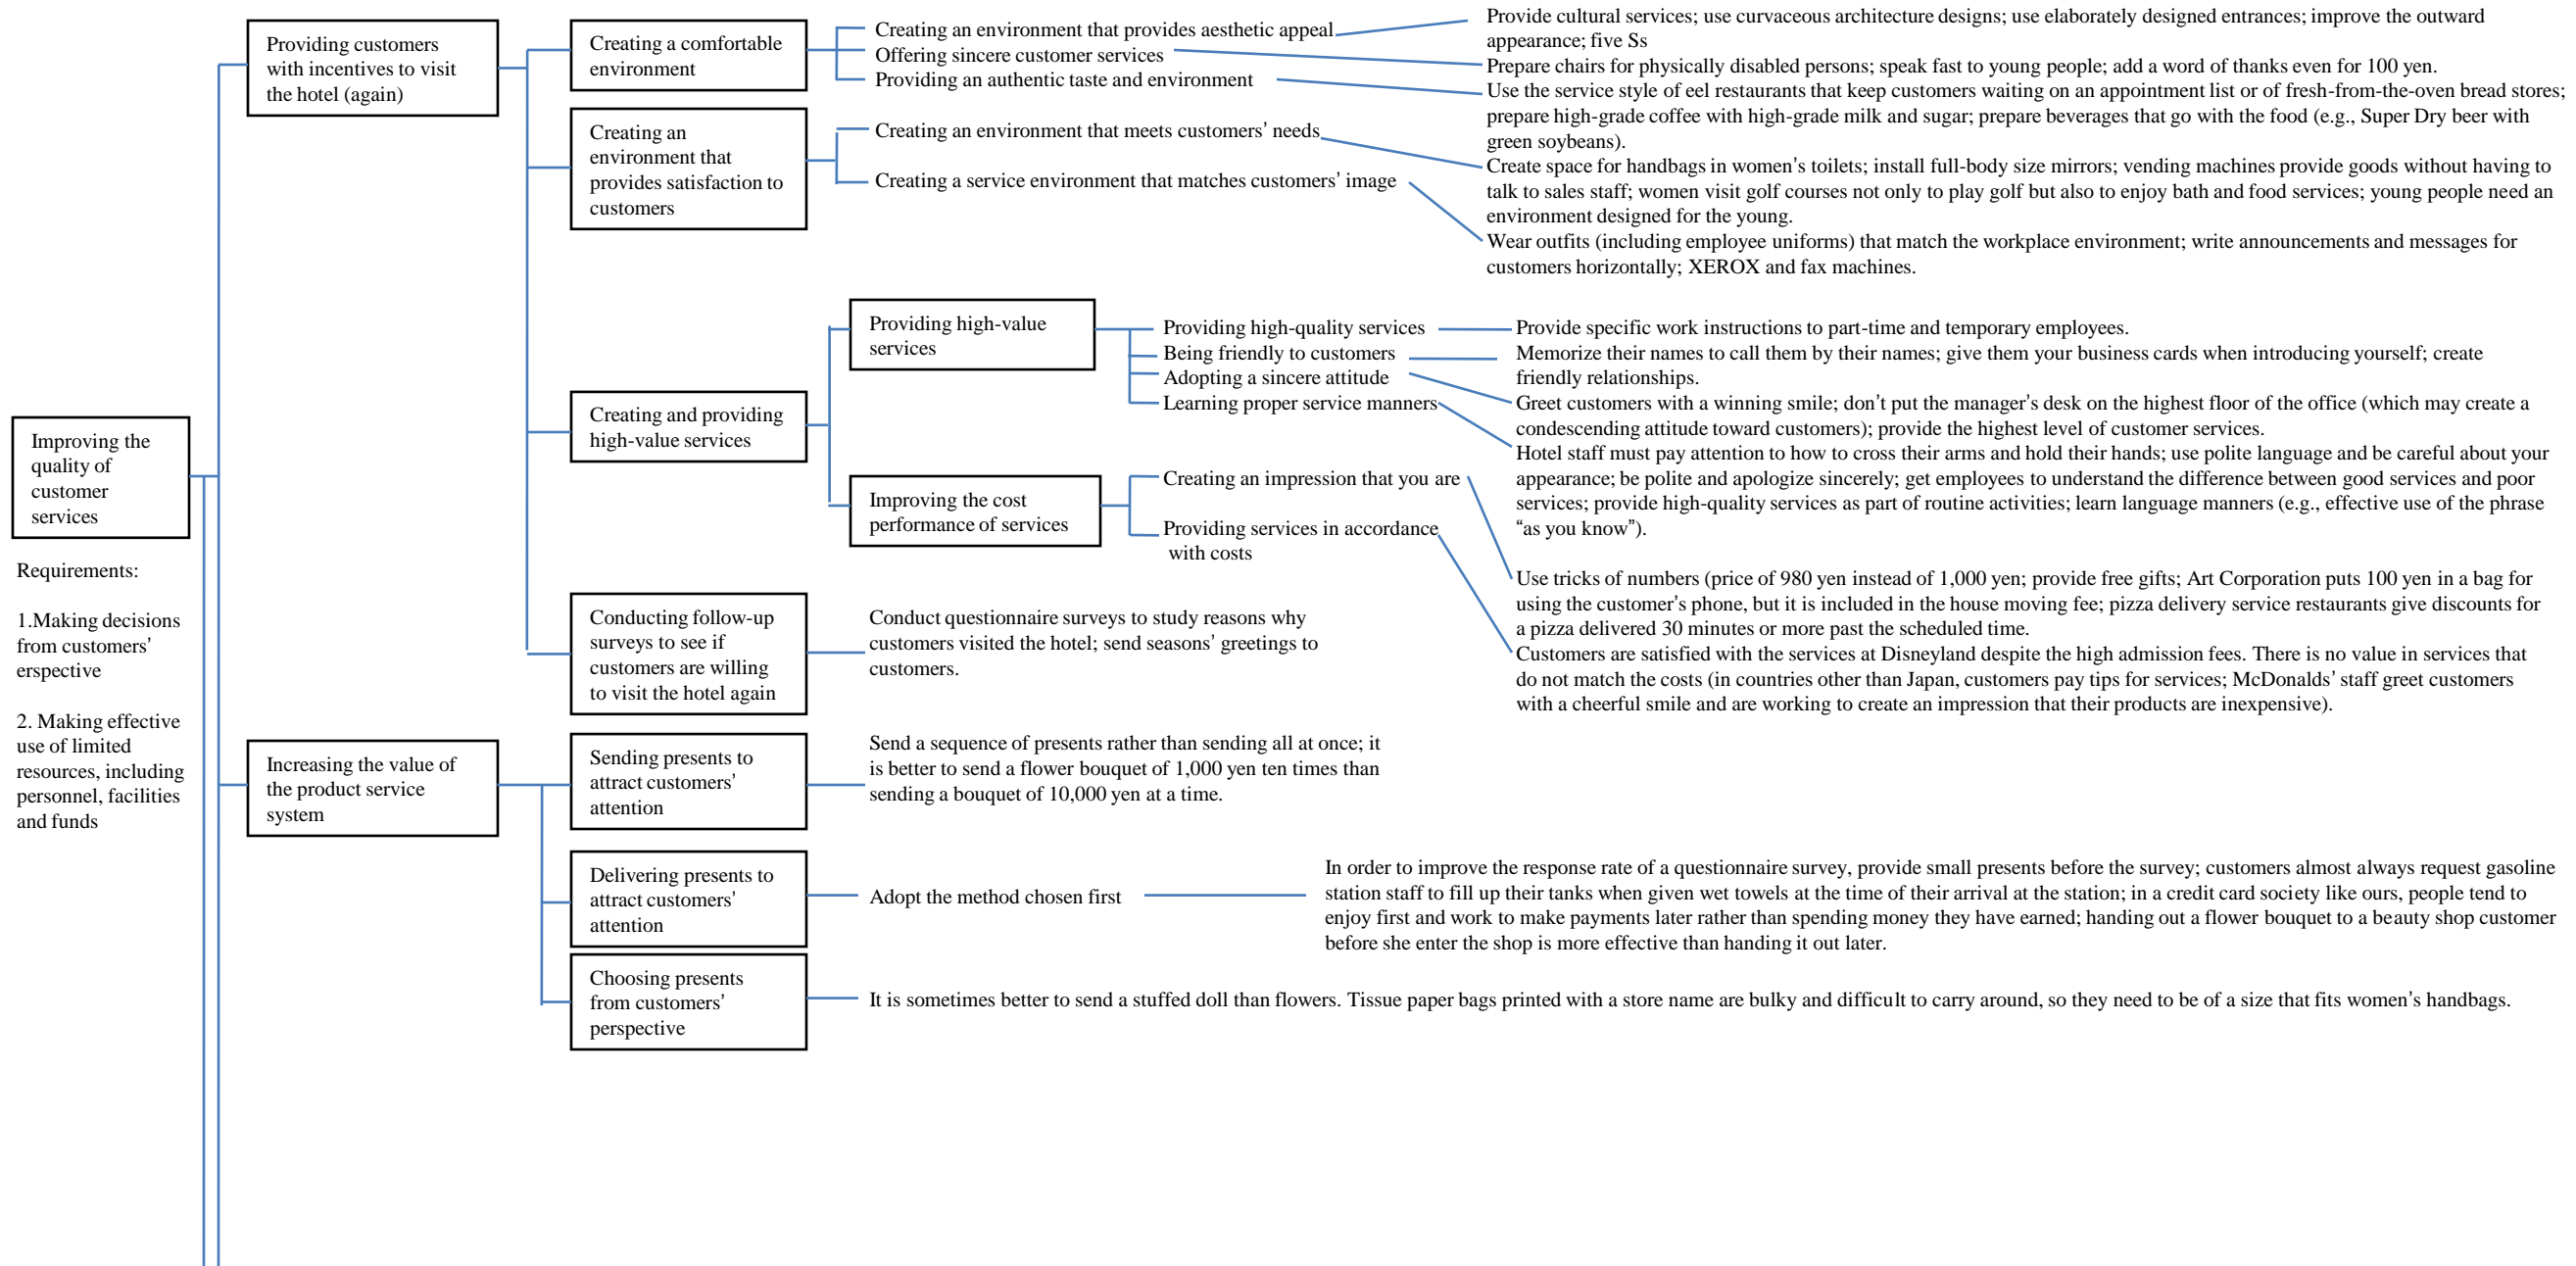 Improving the
quality of
customer
services
Requirements:
1.Making decisions
from customers’
erspective
2. Making effective
use of limited
resources, including
personnel, facilities
and funds
Providing customers
with incentives to visit
the hotel (again)
Creating a comfortable
environment
Creating an environment that provides aesthetic appeal
Offering sincere customer services
Providing an authentic taste and environment
Provide cultural services; use curvaceous architecture designs; use elaborately designed entrances; improve the outward
appearance; five Ss
Prepare chairs for physically disabled persons; speak fast to young people; add a word of thanks even for 100 yen.
Use the service style of eel restaurants that keep customers waiting on an appointment list or of fresh-from-the-oven bread stores;
prepare high-grade coffee with high-grade milk and sugar; prepare beverages that go with the food (e.g., Super Dry beer with
green soybeans).
Creating an
environment that
provides satisfaction to
customers
Creating an environment that meets customers’ needs
Creating a service environment that matches customers’ image
Create space for handbags in women’s toilets; install full-body size mirrors; vending machines provide goods without having to
talk to sales staff; women visit golf courses not only to play golf but also to enjoy bath and food services; young people need an
environment designed for the young.
Wear outfits (including employee uniforms) that match the workplace environment; write announcements and messages for
customers horizontally; XEROX and fax machines.
Creating and providing
high-value services
Providing high-value
services
Providing high-quality services
Being friendly to customers
Adopting a sincere attitude
Learning proper service manners
Provide specific work instructions to part-time and temporary employees.
Memorize their names to call them by their names; give them your business cards when introducing yourself; create
friendly relationships.
Greet customers with a winning smile; don’t put the manager’s desk on the highest floor of the office (which may create a
condescending attitude toward customers); provide the highest level of customer services.
Hotel staff must pay attention to how to cross their arms and hold their hands; use polite language and be careful about your
appearance; be polite and apologize sincerely; get employees to understand the difference between good services and poor
services; provide high-quality services as part of routine activities; learn language manners (e.g., effective use of the phrase
“as you know”).
Improving the cost
performance of services
Creating an impression that you are
Providing services in accordance
with costs
Use tricks of numbers (price of 980 yen instead of 1,000 yen; provide free gifts; Art Corporation puts 100 yen in a bag for
using the customer’s phone, but it is included in the house moving fee; pizza delivery service restaurants give discounts for
a pizza delivered 30 minutes or more past the scheduled time.
Customers are satisfied with the services at Disneyland despite the high admission fees. There is no value in services that
do not match the costs (in countries other than Japan, customers pay tips for services; McDonalds’ staff greet customers
with a cheerful smile and are working to create an impression that their products are inexpensive).
Conducting follow-up
surveys to see if
customers are willing
to visit the hotel again
Conduct questionnaire surveys to study reasons why
customers visited the hotel; send seasons’ greetings to
customers.
Increasing the value of
the product service
system
Sending presents to
attract customers’
attention
Send a sequence of presents rather than sending all at once; it
is better to send a flower bouquet of 1,000 yen ten times than
sending a bouquet of 10,000 yen at a time.
Delivering presents to
attract customers’
attention
Adopt the method chosen first
In order to improve the response rate of a questionnaire survey, provide small presents before the survey; customers almost always request gasoline
station staff to fill up their tanks when given wet towels at the time of their arrival at the station; in a credit card society like ours, people tend to
enjoy first and work to make payments later rather than spending money they have earned; handing out a flower bouquet to a beauty shop customer
before she enter the shop is more effective than handing it out later.
Choosing presents
from customers’
perspective
It is sometimes better to send a stuffed doll than flowers. Tissue paper bags printed with a store name are bulky and difficult to carry around, so they need to be of a size that fits women’s handbags.